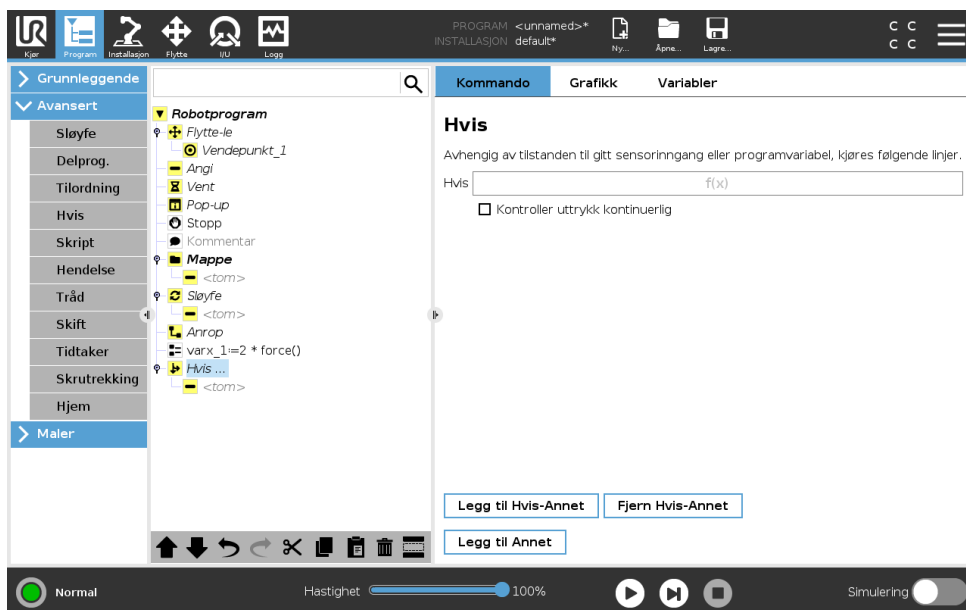 PROGRAM <unnamed>*
INSTALLASJON default*
Kjør Program Installasjon Flytte I/U Logg
Ny... Åpne... Lagre...
C C
C C
Grunnleggende
Avansert
Sløyfe
Delprog.
Tilordning
Hvis
Skript
Hendelse
Tråd
Skift
Tidtaker
Skrutrekking
Hjem
Maler
Robotprogram
Flytte-le
Vendepunkt_1
Angi
Vent
Pop-up
Stopp
Kommentar
Mappe
<tom>
Sløyfe
<tom>
Anrop
varx_1:=2 * force()
Hvis ...
<tom>
Kommando Grafikk Variabler
Hvis
Avhengig av tilstanden til gitt sensorinngang eller programvariabel, kjøres følgende linjer.
Hvis f(x)
Kontroller uttrykk kontinuerlig
Legg til Hvis-Annet Fjern Hvis-Annet
Legg til Annet
Normal
Hastighet 100%
Simulering